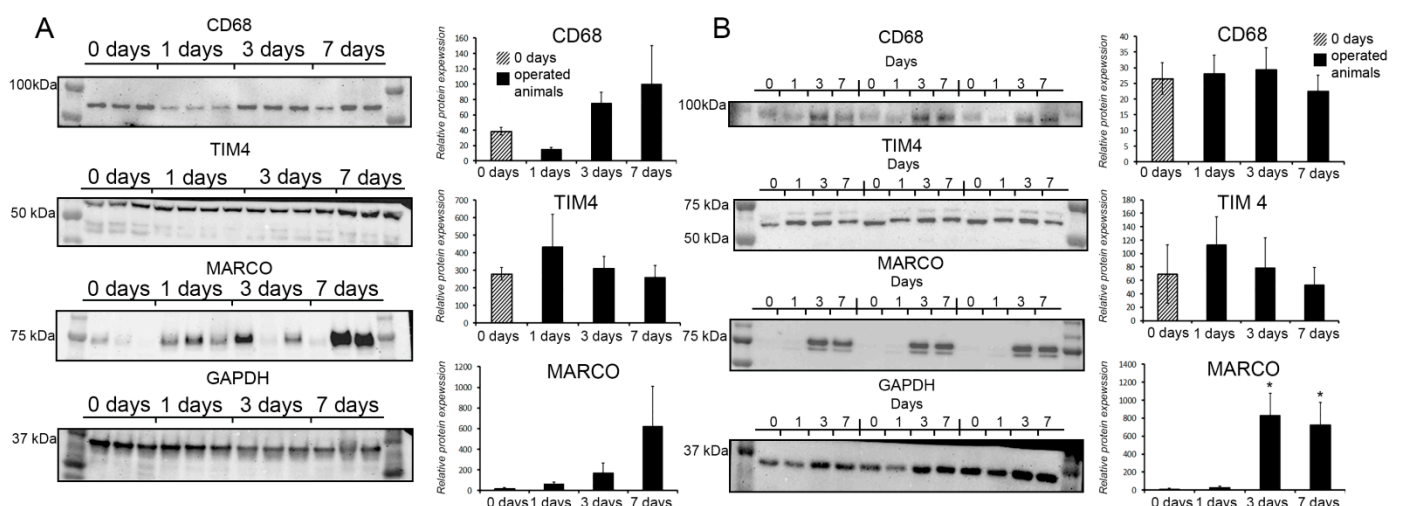 A
CD68
0 days 1 days 3 days 7 days
100kDa
TIM4
0 days 1 days 3 days 7 days
50 kDa
MARCO
0 days 1 days 3 days 7 days
75 kDa
GAPDH
0 days 1 days 3 days 7 days
37 kDa
CD68
0 days
operated
animals
Relative protein expewssion
160
140
120
100
80
60
40
20
0
0 days 1 day 3 days 7 days
TIM4
Relative protein expewssion
700
600
500
400
300
200
100
0
0 days 1 day 3 days 7 days
MARCO
Relative protein expewssion
1200
1000
800
600
400
200
0
0 days 1 days 3 days 7 days
B
CD68
Days
0 1 3 7 0 1 3 7 0 1 3 7
100kDa
TIM4
Days
0 1 3 7 0 1 3 7 0 1 3 7
75 kDa
50 kDa
MARCO
Days
0 1 3 7 0 1 3 7 0 1 3 7
75 kDa
GAPDH
Days
0 1 3 7 0 1 3 7 0 1 3 7
37 kDa
CD68
0 days
operated
animals
Relative protein expewssion
40
35
30
25
20
15
10
5
0
0 days 1 days 3 days 7 days
TIM 4
Relative protein expewssion
180
160
140
120
100
80
60
40
20
0
0 days 1 days 3 days 7 days
MARCO
Relative protein expewssion
1400
1200
1000
800
600
400
200
0
* *
0 days 1 days 3 days 7 days